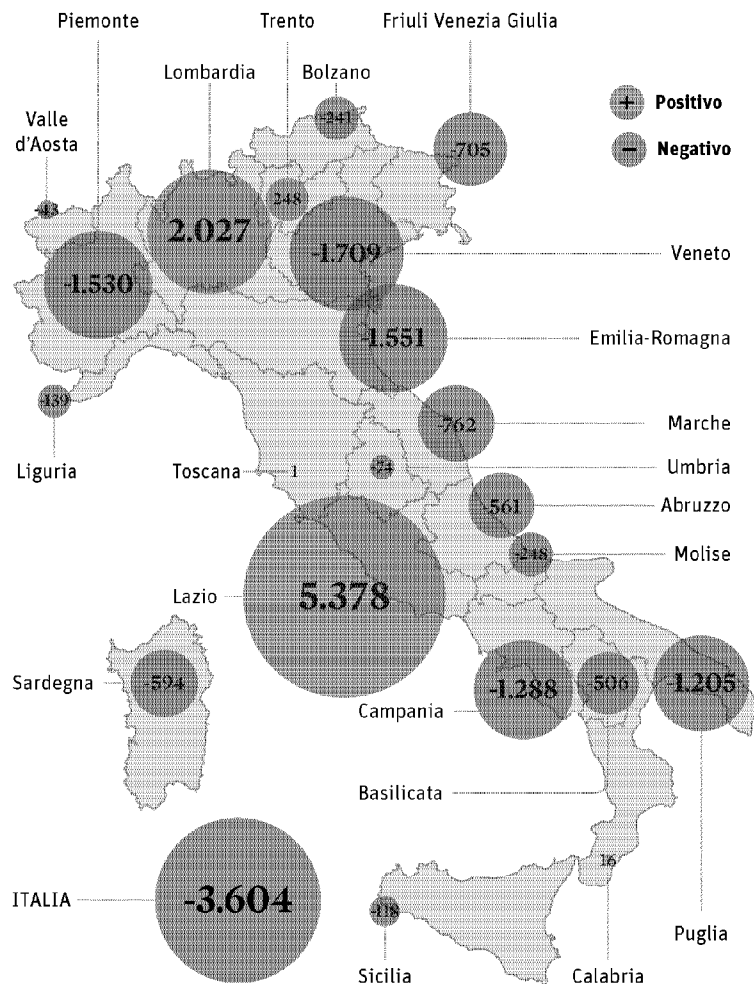 Piemonte
Trento
Friuli Venezia Giulia
Lombardia
Bolzano
Valle
d'Aosta
-241
+ Positivo
− Negativo
-705
-43
248
2.027
-1.709
Veneto
-1.530
-1.551
Emilia-Romagna
-139
-762
Marche
Liguria
Toscana
1
-74
Umbria
-561
Abruzzo
-248
Molise
Lazio
5.378
Sardegna
-594
-1.288
-506
-1.205
Campania
Basilicata
16
ITALIA
-3.604
-118
Puglia
Sicilia
Calabria